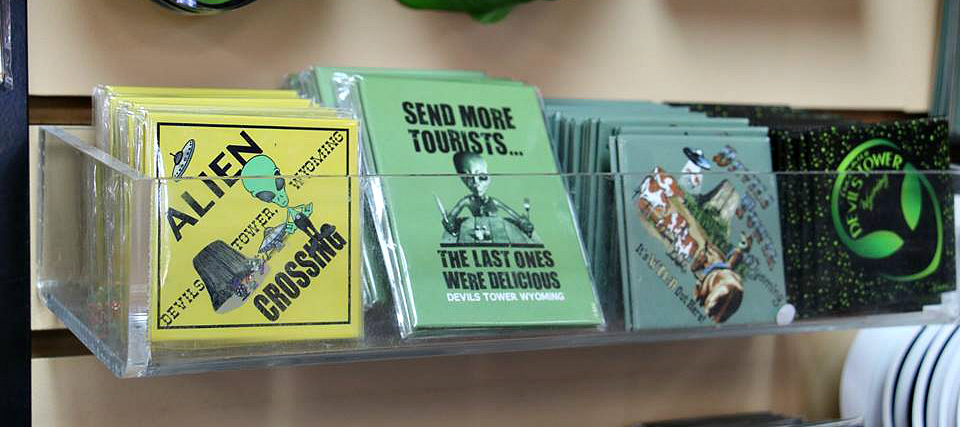 ALIEN
DEVILS TOWER, WYOMING
CROSSING
SEND MORE
TOURISTS...
THE LAST ONES
WERE DELICIOUS
DEVILS TOWER WYOMING
DEVILS TOWER